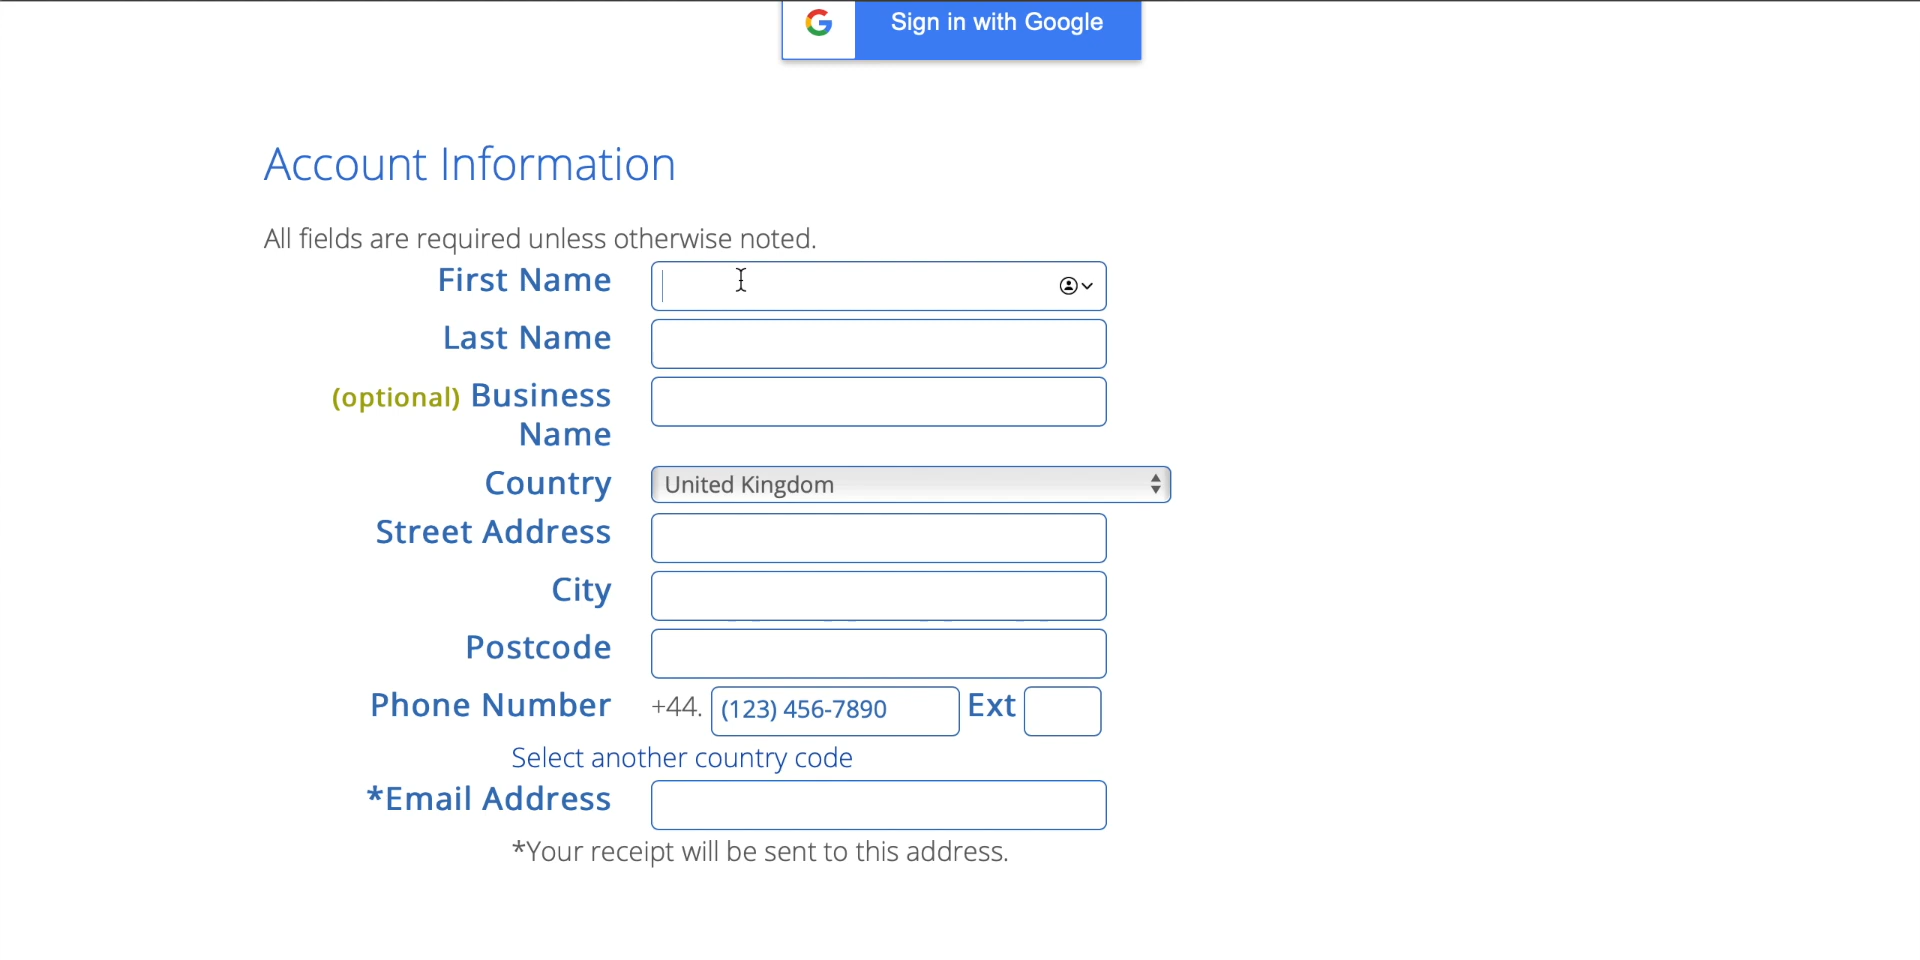 Sign in with Google
Account Information
All fields are required unless otherwise noted.
First Name
Last Name
(optional) Business
Name
Country United Kingdom
Street Address
City
Postcode
Phone Number +44. (123) 456-7890 Ext
Select another country code
*Email Address
*Your receipt will be sent to this address.